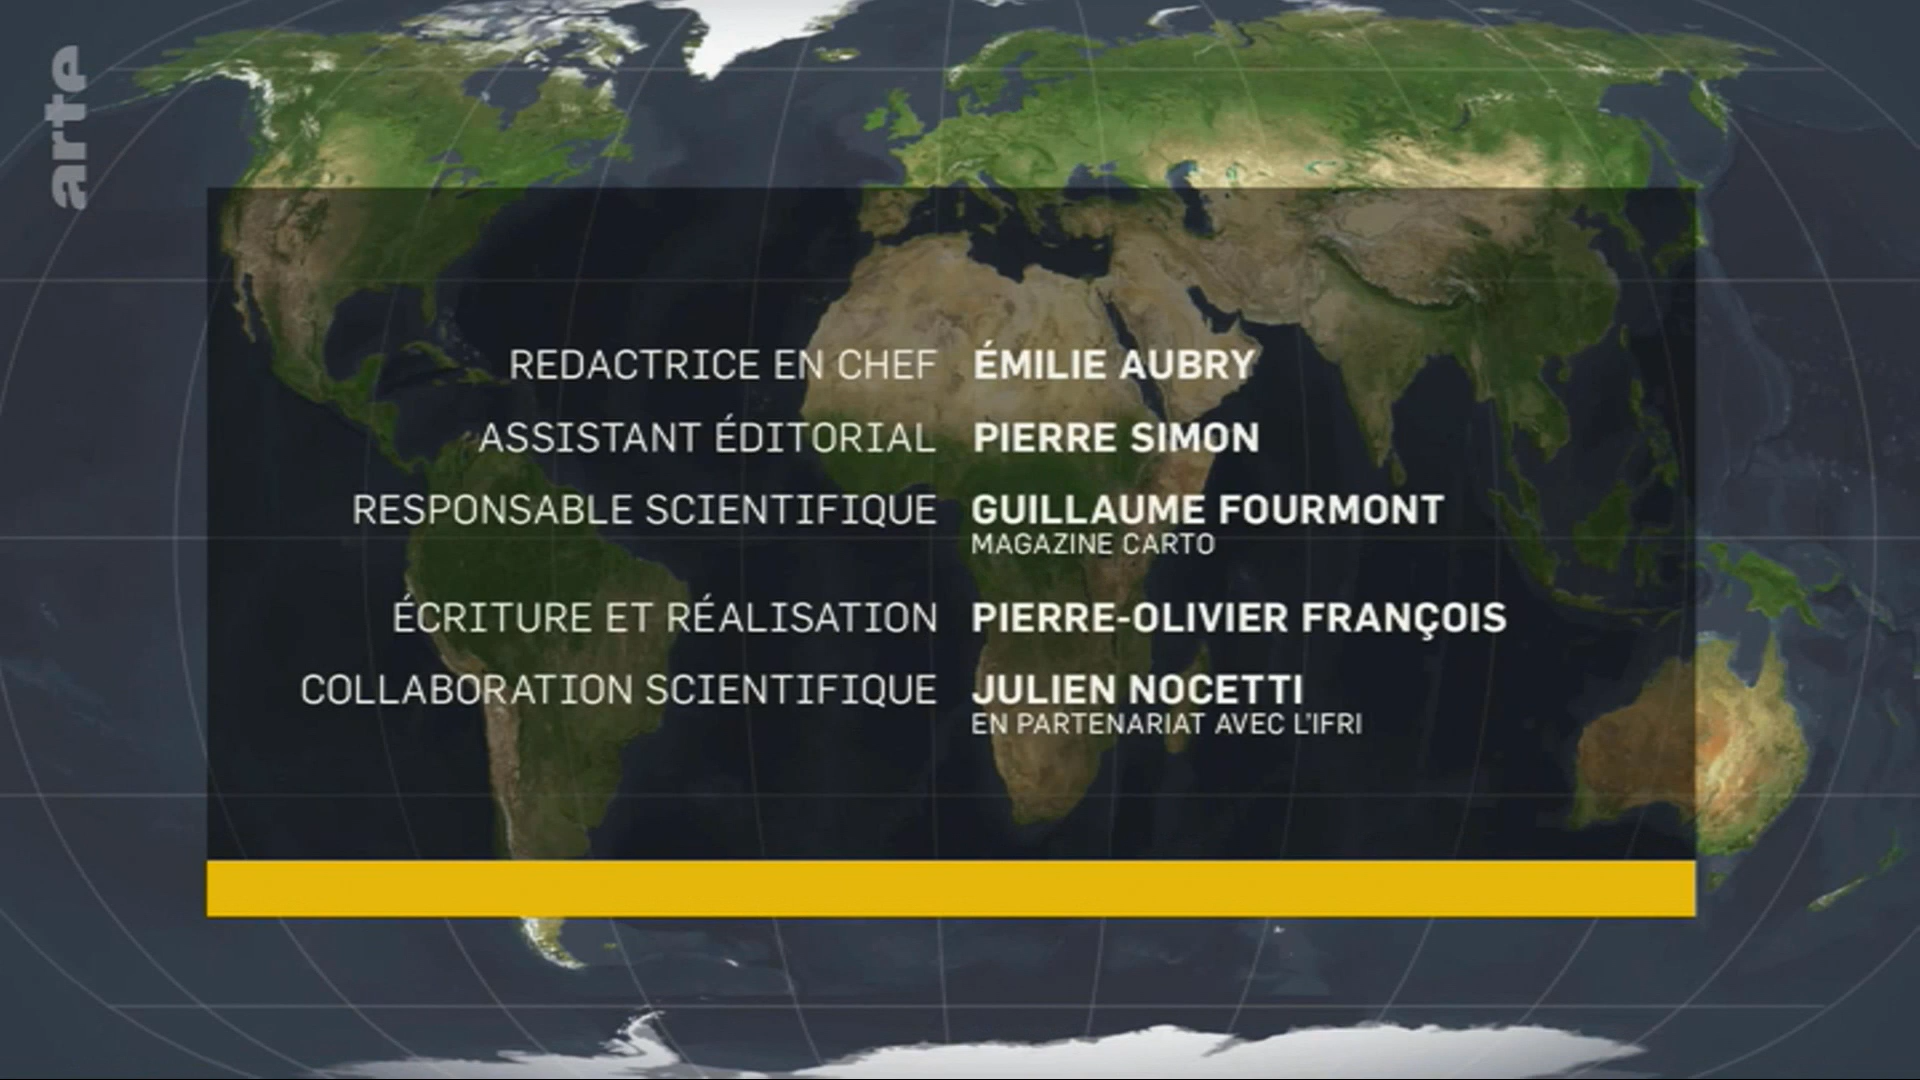 arte
REDACTRICE EN CHEF ÉMILIE AUBRY
ASSISTANT ÉDITORIAL PIERRE SIMON
RESPONSABLE SCIENTIFIQUE GUILLAUME FOURMONT
MAGAZINE CARTO
ÉCRITURE ET RÉALISATION PIERRE-OLIVIER FRANÇOIS
COLLABORATION SCIENTIFIQUE JULIEN NOCETTI
EN PARTENARIAT AVEC L'IFRI